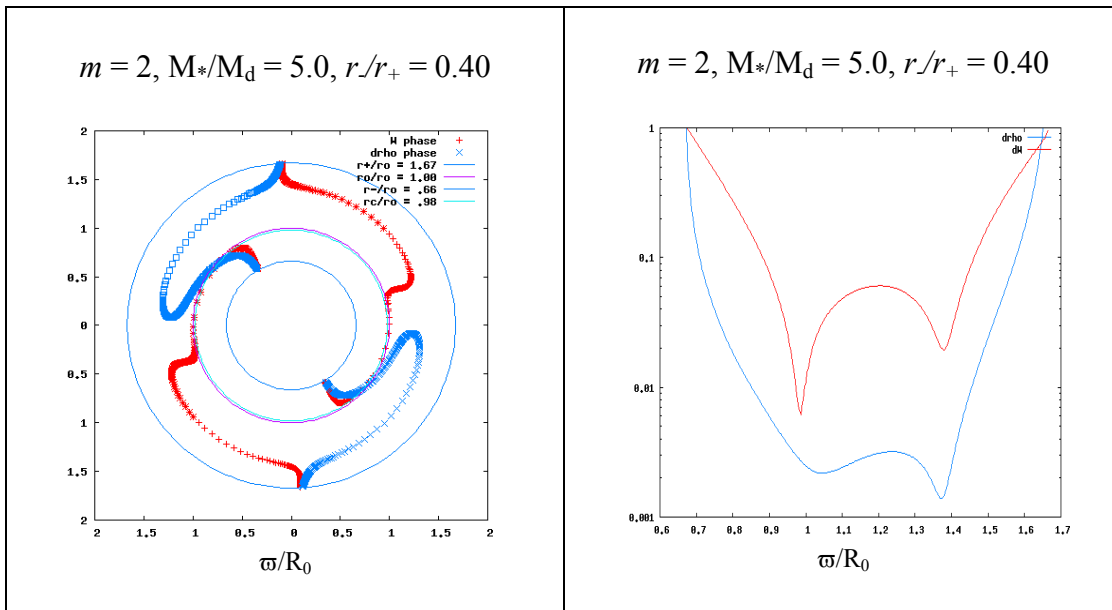 m = 2, M*/Md = 5.0, r-/r+ = 0.40
2
1.5
1
0.5
0
0.5
1
1.5
2
2 1.5 1 0.5 0 0.5 1 1.5 2
W phase
drho phase
r+/ro = 1.67
ro/ro = 1.00
r-/ro = .66
rc/ro = .98
ϖ/R0
m = 2, M*/Md = 5.0, r-/r+ = 0.40
1
0,1
0,01
0,001
0.6 0.7 0.8 0.9 1 1.1 1.2 1.3 1.4 1.5 1.6 1.7
drho
dW
ϖ/R0